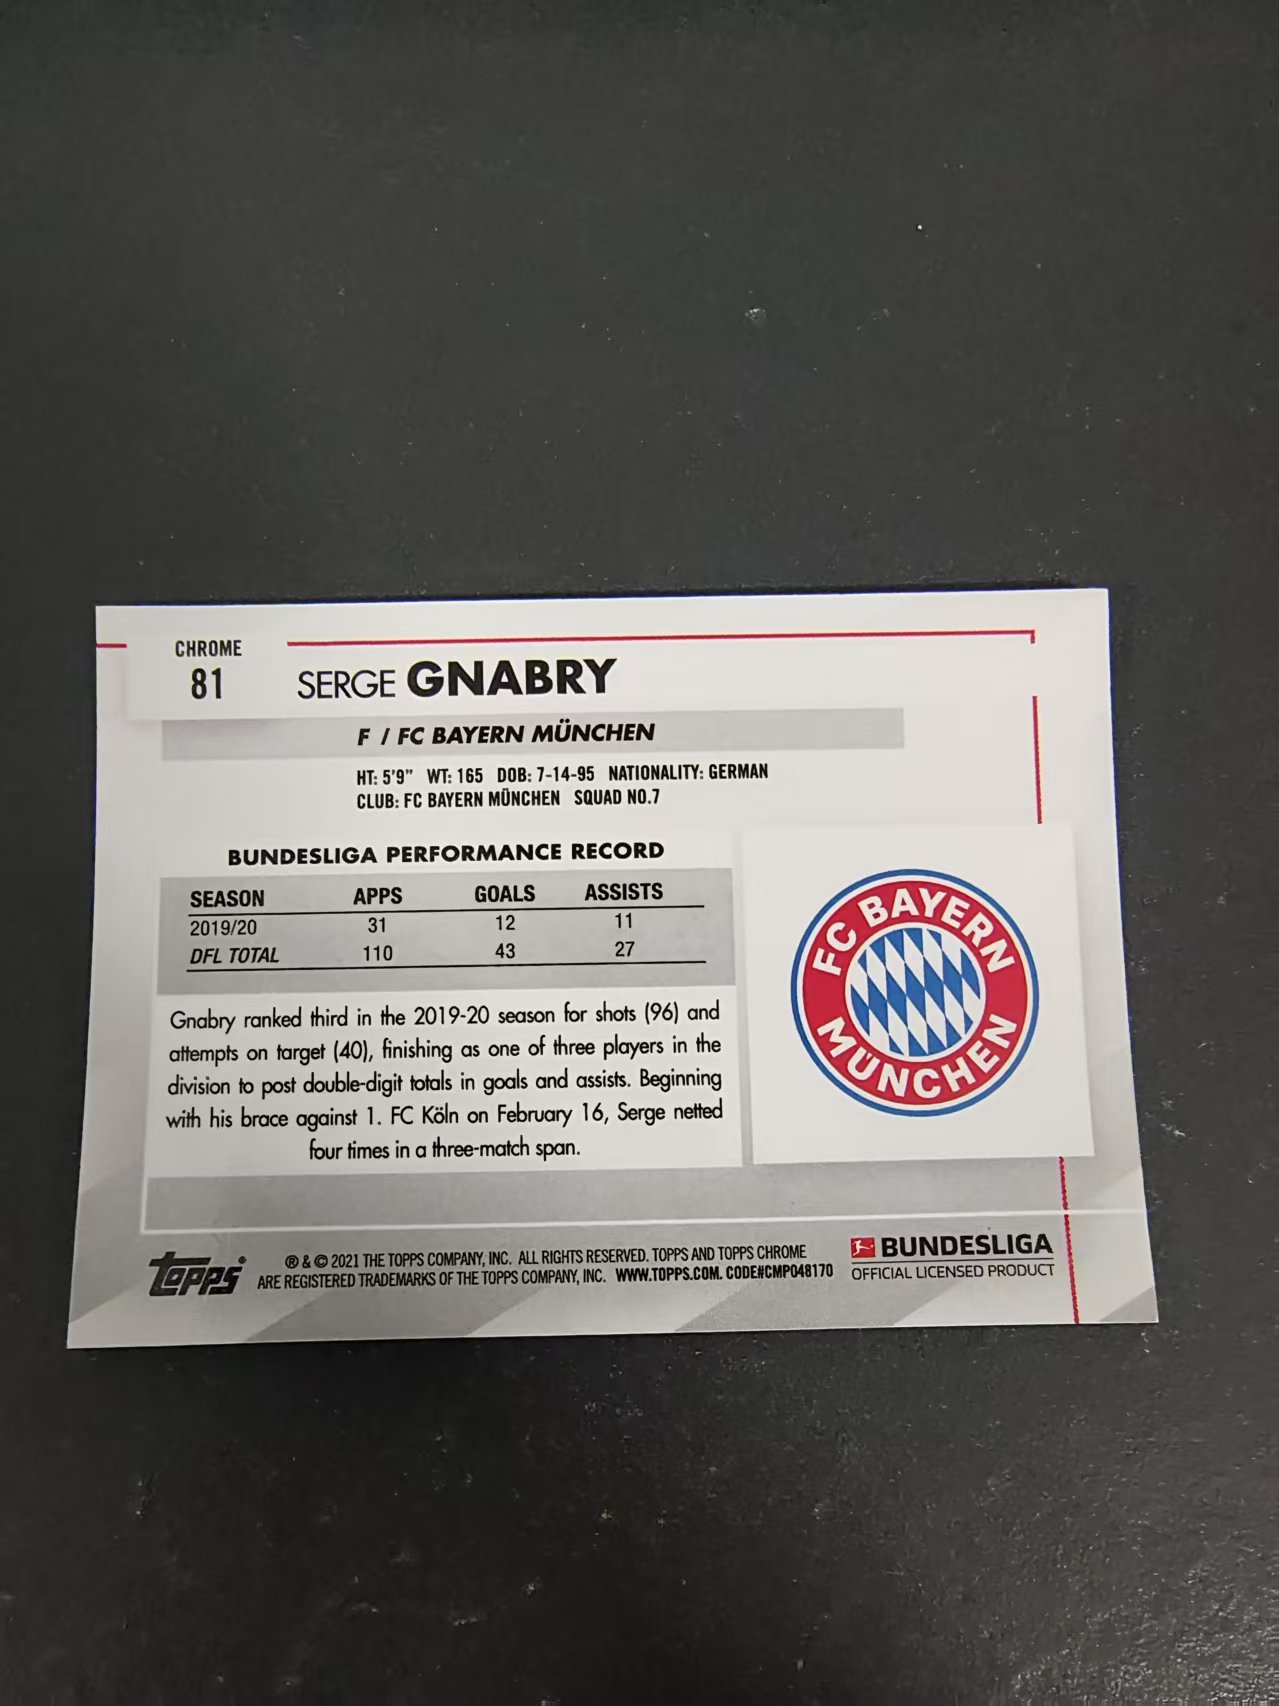 CHROME
81
SERGE GNABRY
F / FC BAYERN MÜNCHEN
HT: 5'9" WT: 165 DOB: 7-14-95 NATIONALITY: GERMAN
CLUB: FC BAYERN MÜNCHEN SQUAD NO.7
BUNDESLIGA PERFORMANCE RECORD
SEASON APPS GOALS ASSISTS
2019/20 31 12 11
DFL TOTAL 110 43 27
Gnabry ranked third in the 2019-20 season for shots (96) and
attempts on target (40), finishing as one of three players in the
division to post double-digit totals in goals and assists. Beginning
with his brace against 1. FC Köln on February 16, Serge netted
four times in a three-match span.
FC BAYERN
MÜNCHEN
topps®
® & © 2021 THE TOPPS COMPANY, INC. ALL RIGHTS RESERVED. TOPPS AND TOPPS CHROME
ARE REGISTERED TRADEMARKS OF THE TOPPS COMPANY, INC. WWW.TOPPS.COM. CODE#CMP048170
BUNDESLIGA
OFFICIAL LICENSED PRODUCT